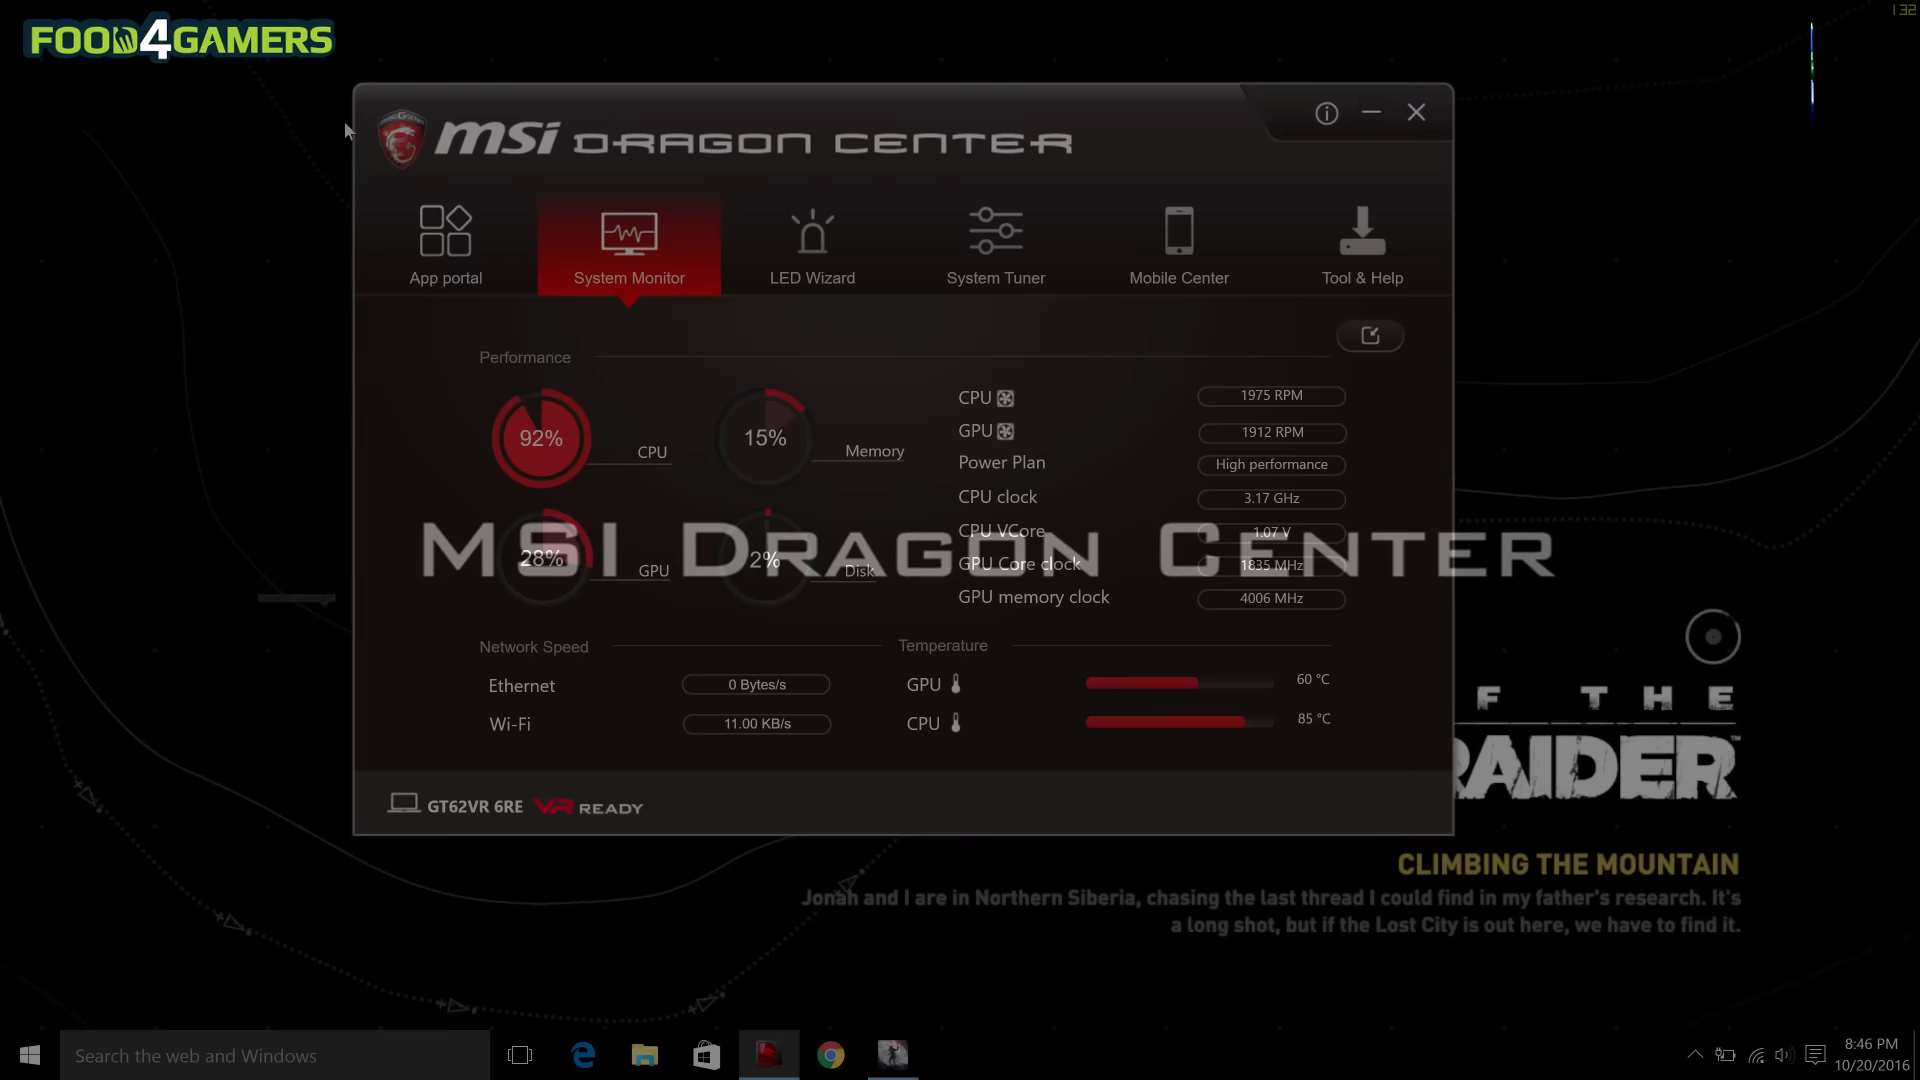 FOOD4GAMERS
132
msi DRAGON CENTER
App portal
System Monitor
LED Wizard
System Tuner
Mobile Center
Tool & Help
Performance
92%
CPU
15%
Memory
28%
GPU
2%
Disk
CPU 1975 RPM
GPU 1912 RPM
Power Plan High performance
CPU clock 3.17 GHz
CPU VCore 1.07 V
GPU Core clock 1835 MHz
GPU memory clock 4006 MHz
MSI DRAGON CENTER
Network Speed
Ethernet 0 Bytes/s
Wi-Fi 11.00 KB/s
Temperature
GPU 60 °C
CPU 85 °C
GT62VR 6RE VR READY
F THE
RAIDER™
CLIMBING THE MOUNTAIN
Jonah and I are in Northern Siberia, chasing the last thread I could find in my father's research. It's
a long shot, but if the Lost City is out here, we have to find it.
Search the web and Windows
8:46 PM
10/20/2016